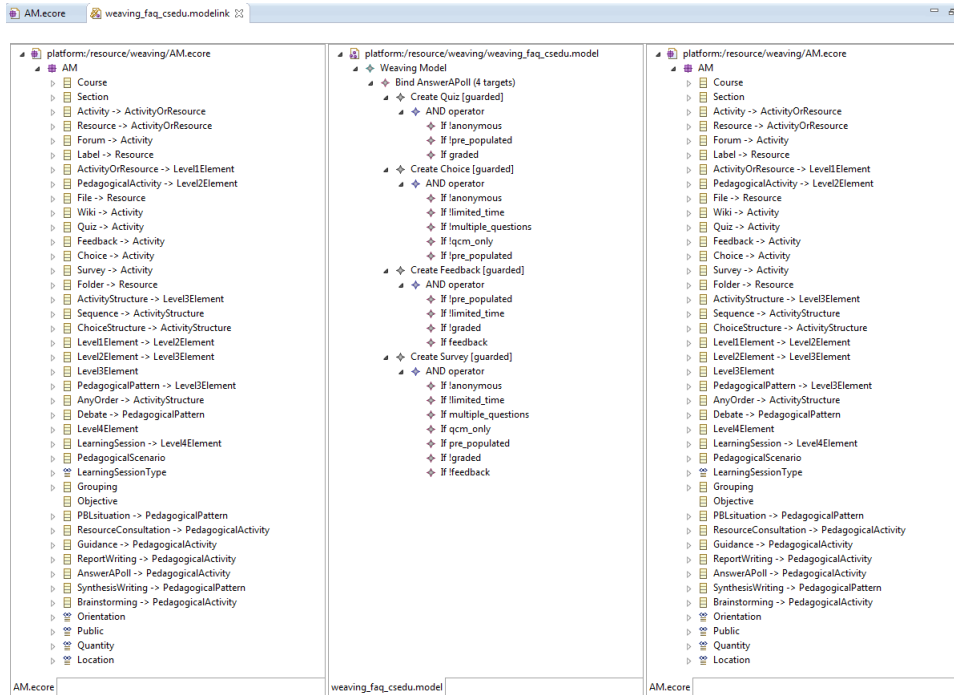 AM.ecore
weaving_faq_csedu.modelink
platform:/resource/weaving/AM.ecore
AM
Course
Section
Activity -> ActivityOrResource
Resource -> ActivityOrResource
Forum -> Activity
Label -> Resource
ActivityOrResource -> Level1Element
PedagogicalActivity -> Level2Element
File -> Resource
Wiki -> Activity
Quiz -> Activity
Feedback -> Activity
Choice -> Activity
Survey -> Activity
Folder -> Resource
ActivityStructure -> Level3Element
Sequence -> ActivityStructure
ChoiceStructure -> ActivityStructure
Level1Element -> Level2Element
Level2Element -> Level3Element
Level3Element
PedagogicalPattern -> Level3Element
AnyOrder -> ActivityStructure
Debate -> PedagogicalPattern
Level4Element
LearningSession -> Level4Element
PedagogicalScenario
LearningSessionType
Grouping
Objective
PBLsituation -> PedagogicalPattern
ResourceConsultation -> PedagogicalActivity
Guidance -> PedagogicalActivity
ReportWriting -> PedagogicalActivity
AnswerAPoll -> PedagogicalActivity
SynthesisWriting -> PedagogicalPattern
Brainstorming -> PedagogicalActivity
Orientation
Public
Quantity
Location
AM.ecore
platform:/resource/weaving/weaving_faq_csedu.model
Weaving Model
Bind AnswerAPoll (4 targets)
Create Quiz [guarded]
AND operator
If !anonymous
If !pre_populated
If graded
Create Choice [guarded]
AND operator
If !anonymous
If !limited_time
If !multiple_questions
If !qcm_only
If !pre_populated
Create Feedback [guarded]
AND operator
If !pre_populated
If !limited_time
If !graded
If feedback
Create Survey [guarded]
AND operator
If !anonymous
If !limited_time
If multiple_questions
If qcm_only
If pre_populated
If !graded
If !feedback
weaving_faq_csedu.model
platform:/resource/weaving/AM.ecore
AM
Course
Section
Activity -> ActivityOrResource
Resource -> ActivityOrResource
Forum -> Activity
Label -> Resource
ActivityOrResource -> Level1Element
PedagogicalActivity -> Level2Element
File -> Resource
Wiki -> Activity
Quiz -> Activity
Feedback -> Activity
Choice -> Activity
Survey -> Activity
Folder -> Resource
ActivityStructure -> Level3Element
Sequence -> ActivityStructure
ChoiceStructure -> ActivityStructure
Level1Element -> Level2Element
Level2Element -> Level3Element
Level3Element
PedagogicalPattern -> Level3Element
AnyOrder -> ActivityStructure
Debate -> PedagogicalPattern
Level4Element
LearningSession -> Level4Element
PedagogicalScenario
LearningSessionType
Grouping
Objective
PBLsituation -> PedagogicalPattern
ResourceConsultation -> PedagogicalActivity
Guidance -> PedagogicalActivity
ReportWriting -> PedagogicalActivity
AnswerAPoll -> PedagogicalActivity
SynthesisWriting -> PedagogicalPattern
Brainstorming -> PedagogicalActivity
Orientation
Public
Quantity
Location
AM.ecore